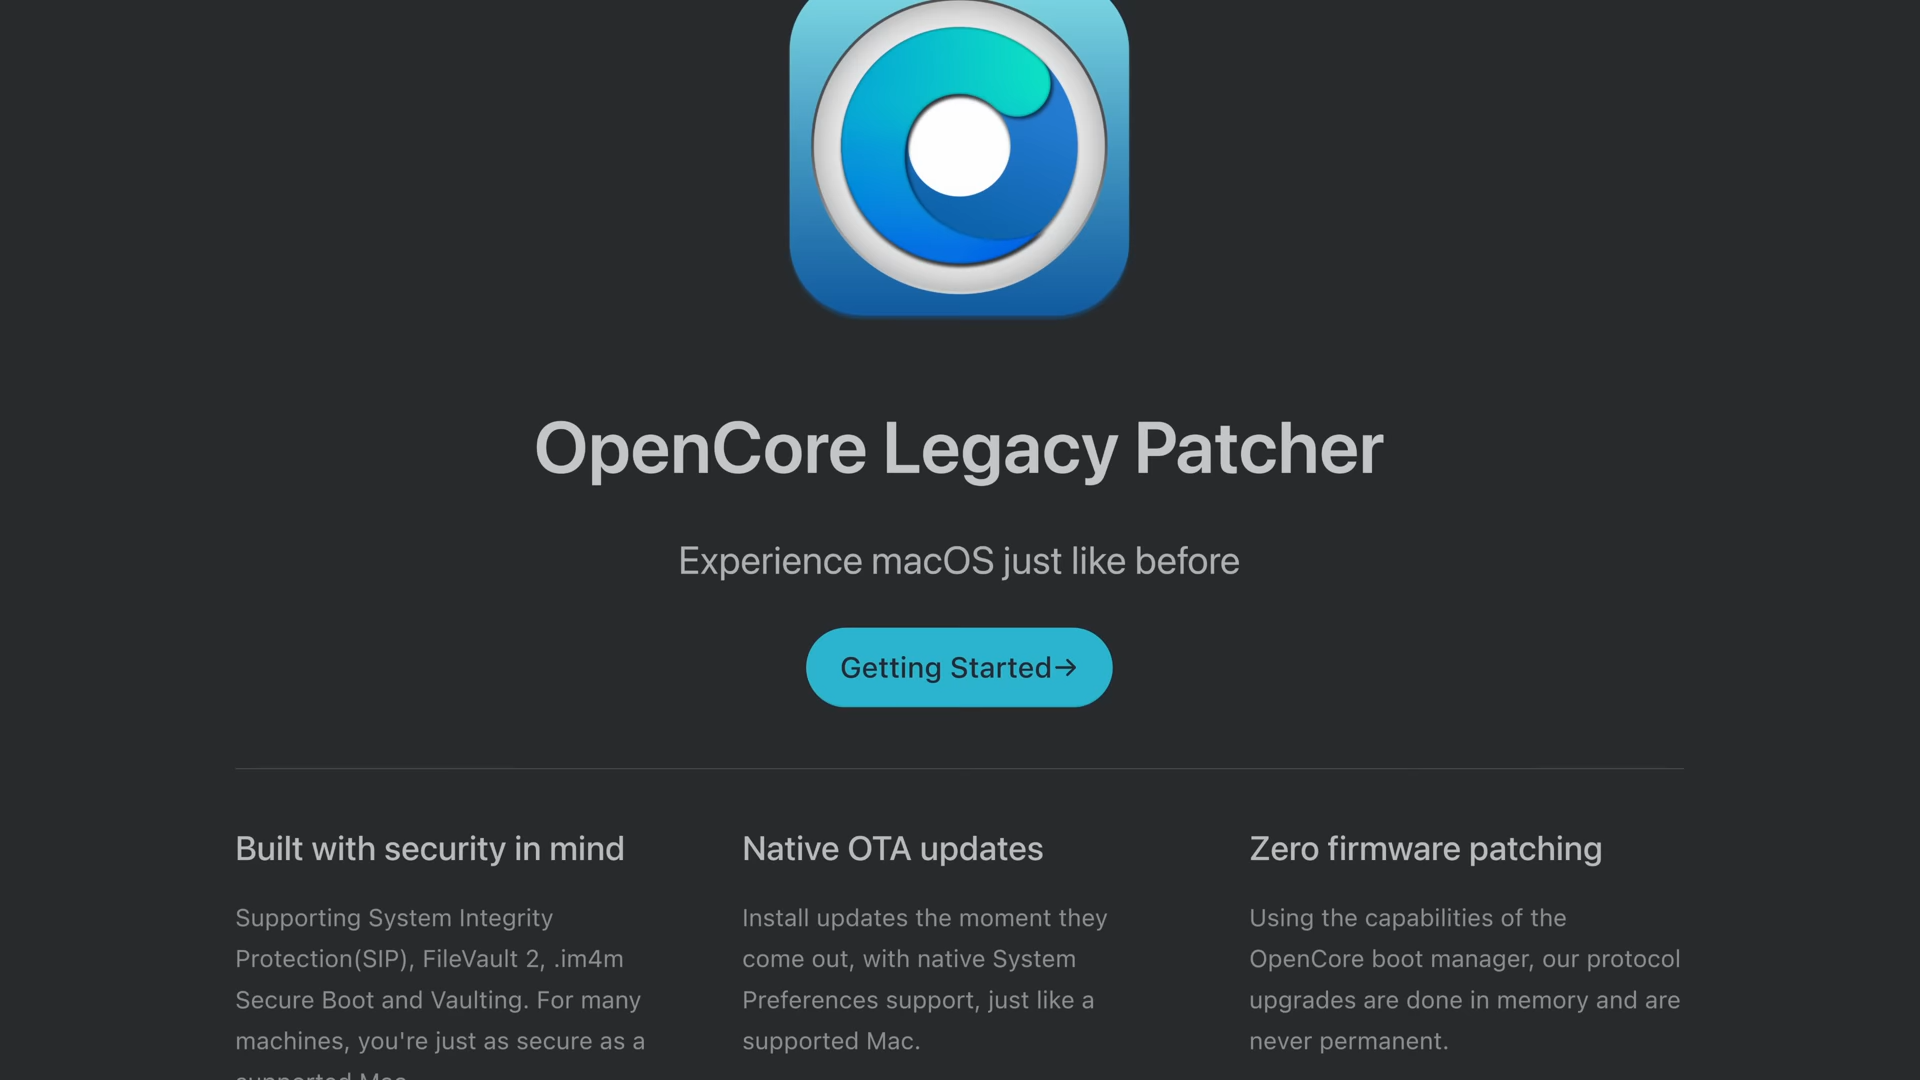 OpenCore Legacy Patcher
Experience macOS just like before
Getting Started→
Built with security in mind
Supporting System Integrity
Protection(SIP), FileVault 2, .im4m
Secure Boot and Vaulting. For many
machines, you're just as secure as a
supported Mac.
Native OTA updates
Install updates the moment they
come out, with native System
Preferences support, just like a
supported Mac.
Zero firmware patching
Using the capabilities of the
OpenCore boot manager, our protocol
upgrades are done in memory and are
never permanent.